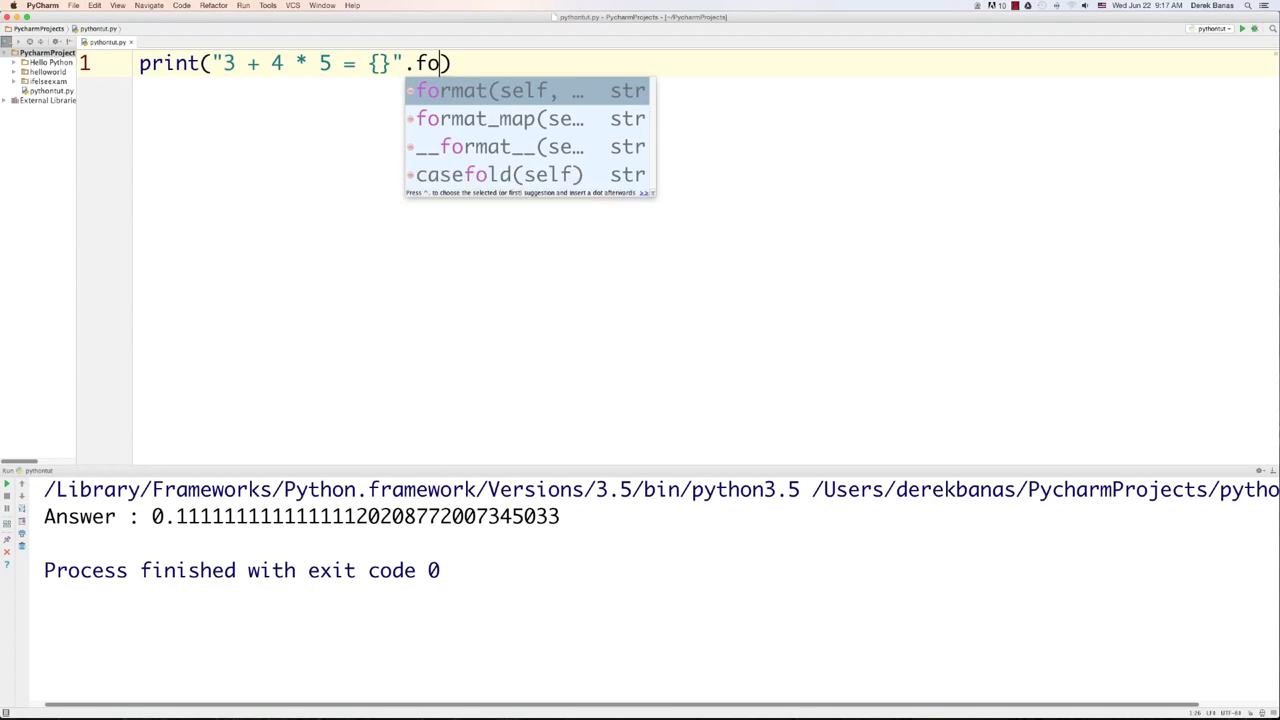 PyCharm File Edit View Navigate Code Refactor Run Tools VCS Window Help 10 Wed Jun 22 9:17 AM Derek Banas
pythontut.py - PycharmProjects - [~/PycharmProjects]
PycharmProjects pythontut.py pythontut
pythontut.py
PycharmProject
Hello Python
helloworld
ifelseexam
pythontut.py
External Librarie
1 print("3 + 4 * 5 = {}".fo)
format(self, … str
format_map(se… str
__format__(se… str
casefold(self) str
Press ^. to choose the selected (or first) suggestion and insert a dot afterwards >>
Run pythontut
/Library/Frameworks/Python.framework/Versions/3.5/bin/python3.5 /Users/derekbanas/PycharmProjects/pytho
Answer : 0.11111111111111120208772007345033
Process finished with exit code 0
1:26 UTF-8